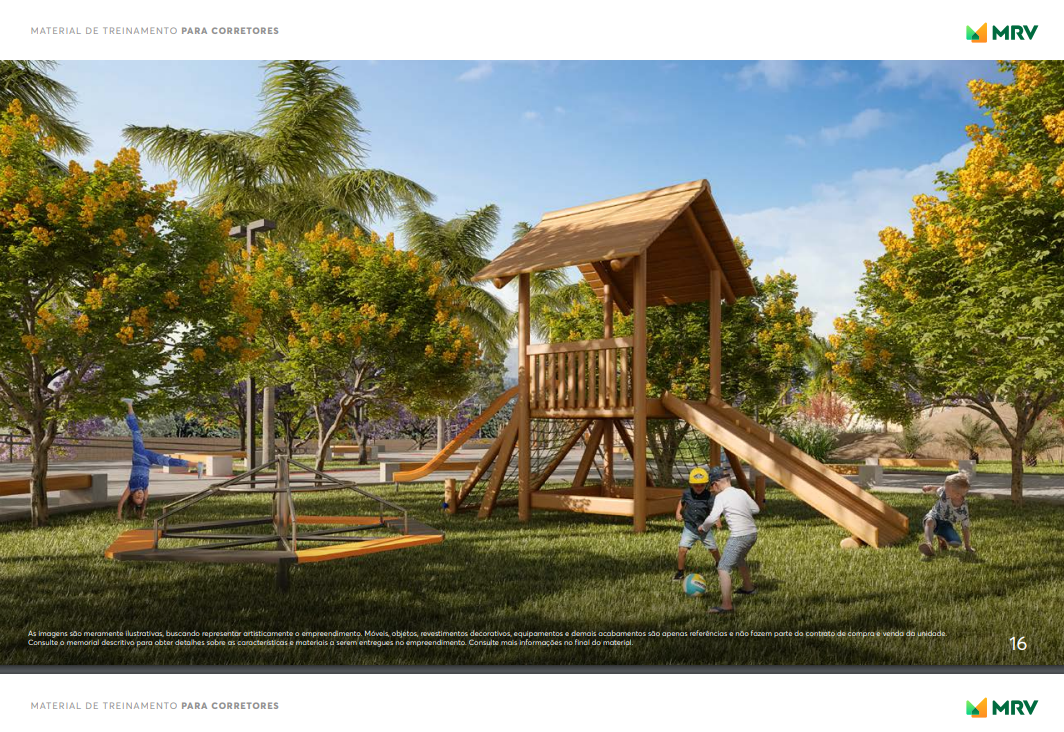 MATERIAL DE TREINAMENTO PARA CORRETORES
MRV
As imagens são meramente ilustrativas, buscando representar artisticamente o empreendimento. Móveis, objetos, revestimentos decorativos, equipamentos e demais acabamentos são apenas referências e não fazem parte do contrato de compra e venda da unidade.
Consulte o memorial descritivo para obter detalhes sobre as características e materiais a serem entregues no empreendimento. Consulte mais informações no final do material.
16
MATERIAL DE TREINAMENTO PARA CORRETORES
MRV